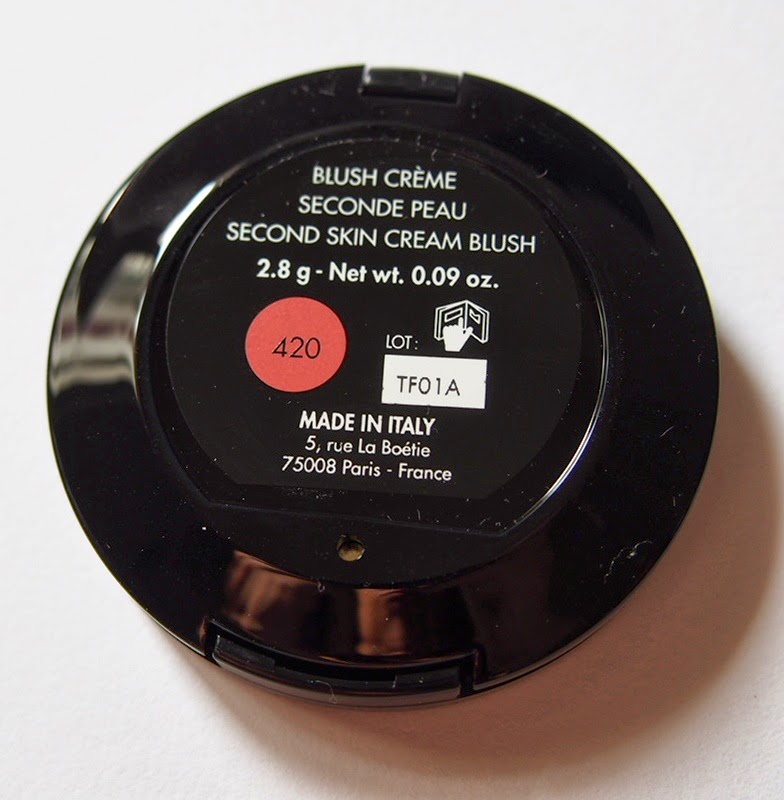 BLUSH CRÈME
SECONDE PEAU
SECOND SKIN CREAM BLUSH
2.8 g - Net wt. 0.09 oz.
420
LOT :
TF01A
MADE IN ITALY
5, rue La Boétie
75008 Paris - France